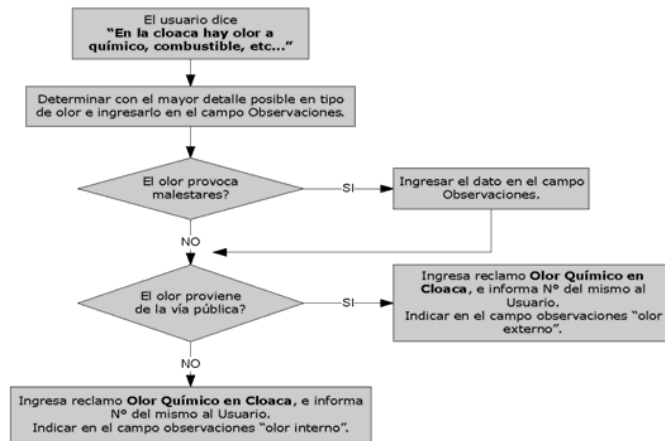 El usuario dice
“En la cloaca hay olor a
químico, combustible, etc...”
Determinar con el mayor detalle posible en tipo
de olor e ingresarlo en el campo Observaciones.
El olor provoca
malestares?
SI
Ingresar el dato en el campo
Observaciones.
NO
El olor proviene
de la vía pública?
SI
Ingresa reclamo Olor Químico en
Cloaca, e informa N° del mismo al
Usuario.
Indicar en el campo observaciones “olor
externo”.
NO
Ingresa reclamo Olor Químico en Cloaca, e informa
N° del mismo al Usuario.
Indicar en el campo observaciones “olor interno”.